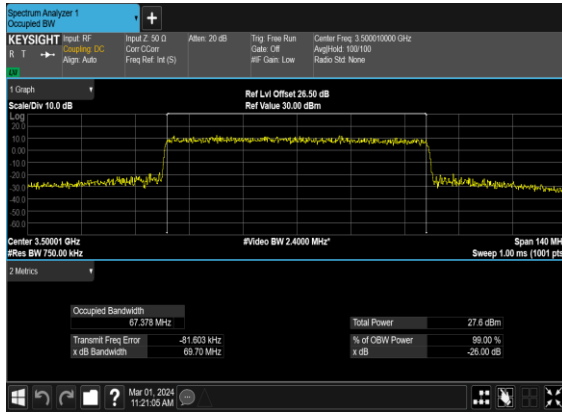 Spectrum Analyzer 1
Occupied BW
+
KEYSIGHT Input: RF Input Z: 50 Ω Atten: 20 dB Trig: Free Run Center Freq: 3.500010000 GHz
R T Coupling: DC Corr CCorr Gate: Off Avg|Hold: 100/100
Align: Auto Freq Ref: Int (S) #IF Gain: Low Radio Std: None
LNI
1 Graph
Ref Lvl Offset 26.50 dB
Scale/Div 10.0 dB Ref Value 30.00 dBm
Log
20.0
10.0
0.00
-10.0
-20.0
-30.0
-40.0
-50.0
-60.0
Center 3.50001 GHz #Video BW 2.4000 MHz* Span 140 MH
#Res BW 750.00 kHz Sweep 1.00 ms (1001 pts
2 Metrics
Occupied Bandwidth
67.378 MHz Total Power 27.6 dBm
Transmit Freq Error -81.603 kHz % of OBW Power 99.00 %
x dB Bandwidth 69.70 MHz x dB -26.00 dB
? Mar 01, 2024
11:21:05 AM